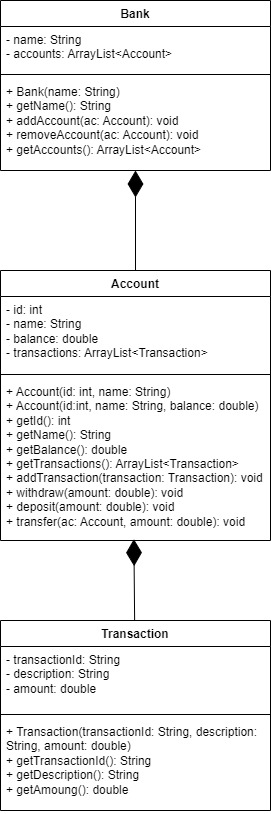 Bank
- name: String
- accounts: ArrayList<Account>
+ Bank(name: String)
+ getName(): String
+ addAccount(ac: Account): void
+ removeAccount(ac: Account): void
+ getAccounts(): ArrayList<Account>
Account
- id: int
- name: String
- balance: double
- transactions: ArrayList<Transaction>
+ Account(id: int, name: String)
+ Account(id:int, name: String, balance: double)
+ getId(): int
+ getName(): String
+ getBalance(): double
+ getTransactions(): ArrayList<Transaction>
+ addTransaction(transaction: Transaction): void
+ withdraw(amount: double): void
+ deposit(amount: double): void
+ transfer(ac: Account, amount: double): void
Transaction
- transactionId: String
- description: String
- amount: double
+ Transaction(transactionId: String, description:
String, amount: double)
+ getTransactionId(): String
+ getDescription(): String
+ getAmoung(): double